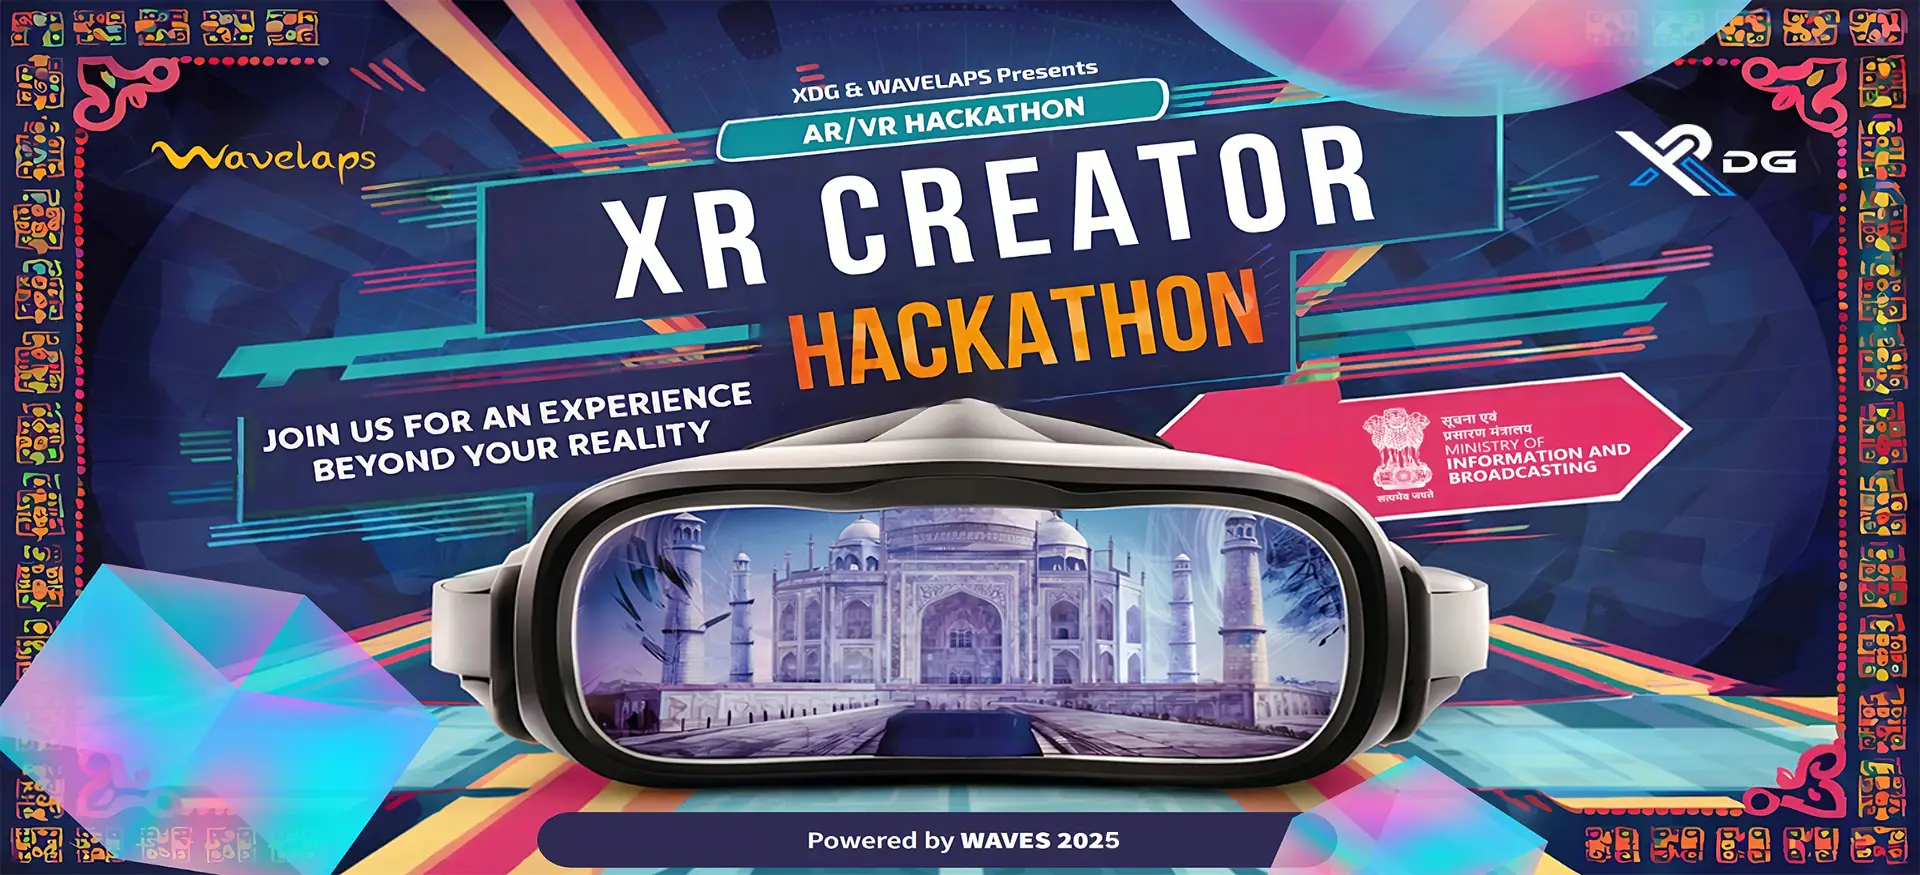 XDG & WAVELAPS Presents
AR/VR HACKATHON
Wavelaps
XR DG
XR CREATOR
HACKATHON
JOIN US FOR AN EXPERIENCE
BEYOND YOUR REALITY
सूचना एवं
प्रसारण मंत्रालय
MINISTRY OF
INFORMATION AND
BROADCASTING
सत्यमेव जयते
Powered by WAVES 2025